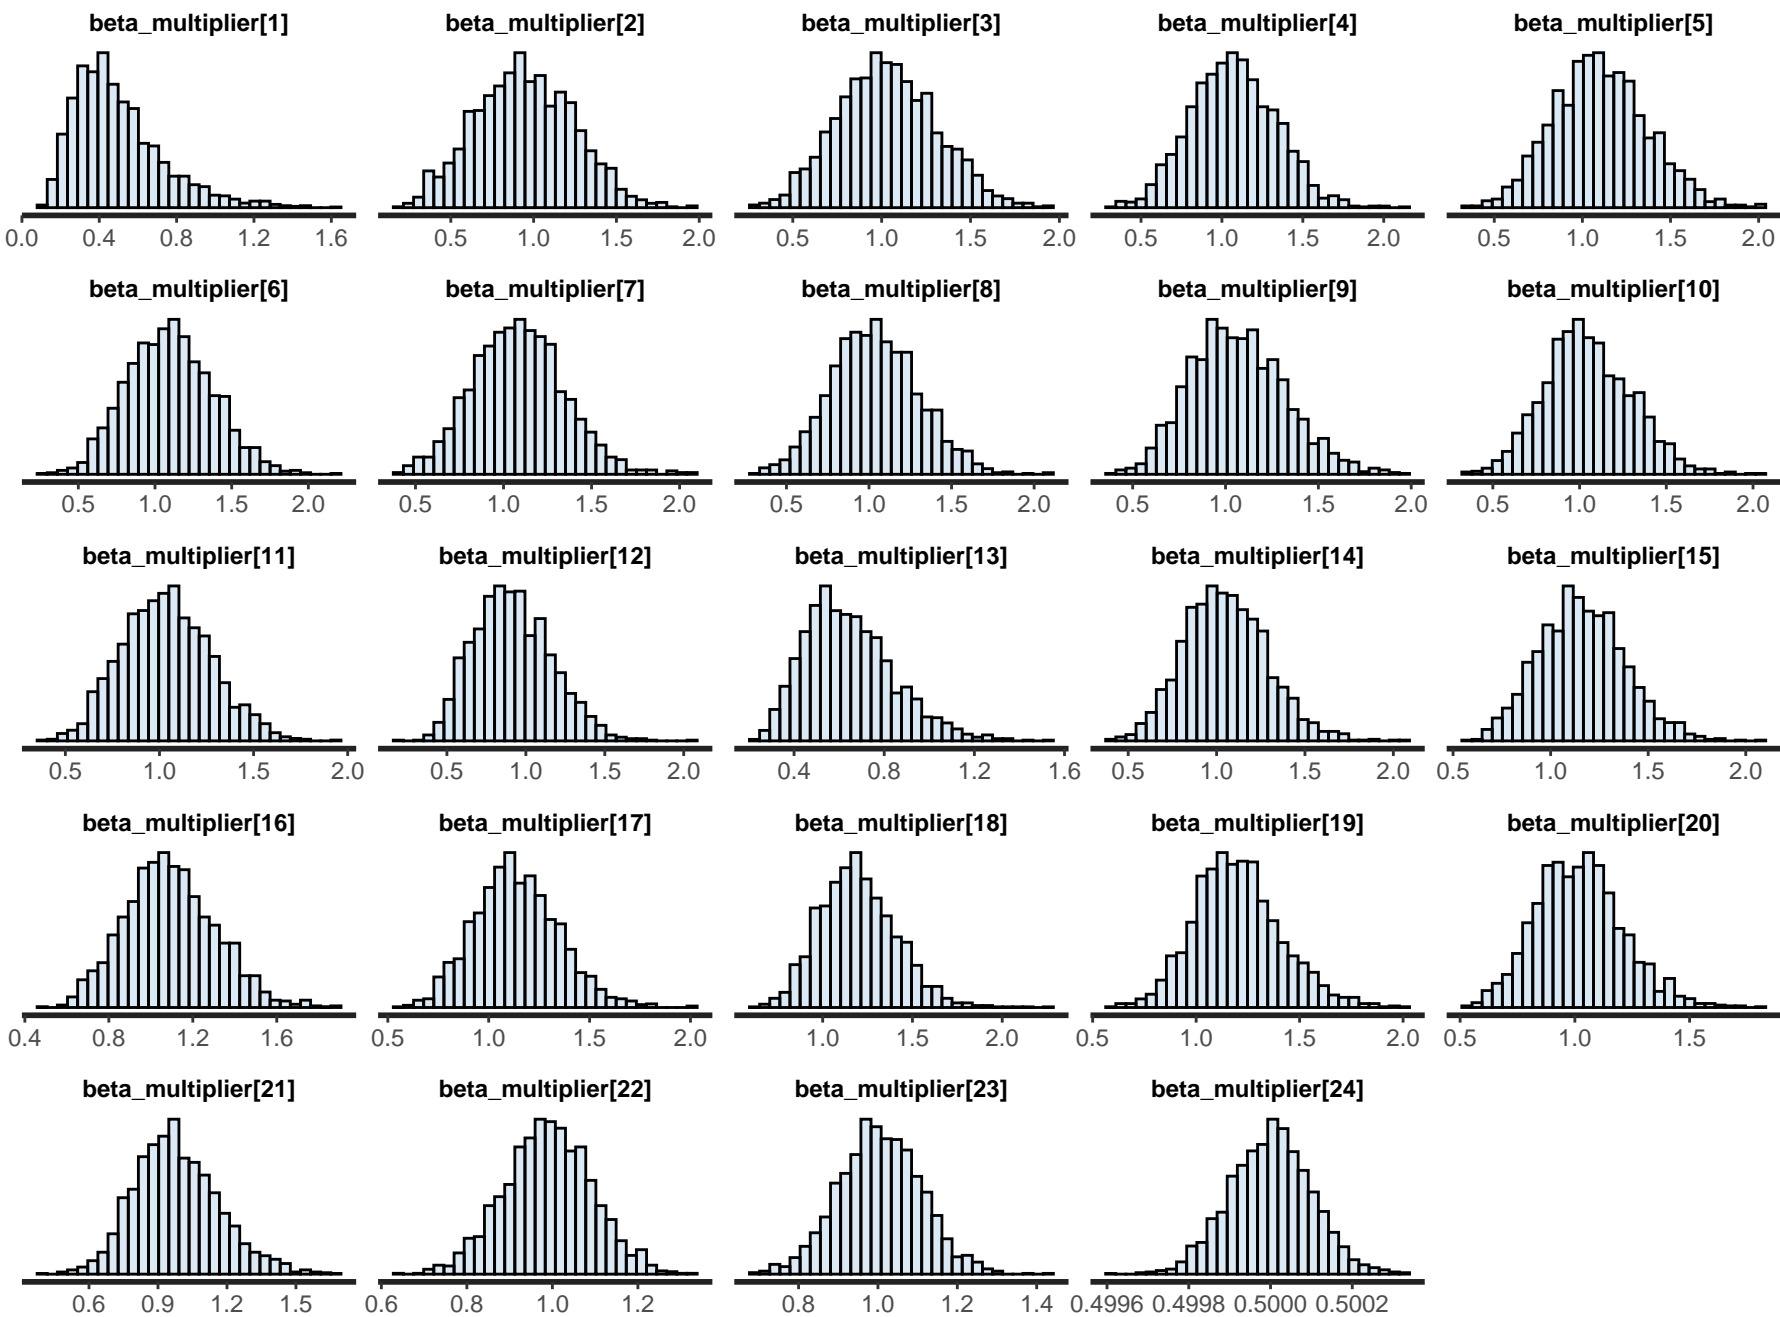 beta_multiplier[1] beta_multiplier[2] beta_multiplier[3] beta_multiplier[4] beta_multiplier[5]
0.0 0.4 0.8 1.2 1.6 0.5 1.0 1.5 2.0 0.5 1.0 1.5 2.0 0.5 1.0 1.5 2.0 0.5 1.0 1.5 2.0
beta_multiplier[6] beta_multiplier[7] beta_multiplier[8] beta_multiplier[9] beta_multiplier[10]
0.5 1.0 1.5 2.0 0.5 1.0 1.5 2.0 0.5 1.0 1.5 2.0 0.5 1.0 1.5 2.0 0.5 1.0 1.5 2.0
beta_multiplier[11] beta_multiplier[12] beta_multiplier[13] beta_multiplier[14] beta_multiplier[15]
0.5 1.0 1.5 2.0 0.5 1.0 1.5 2.0 0.4 0.8 1.2 1.6 0.5 1.0 1.5 2.0 0.5 1.0 1.5 2.0
beta_multiplier[16] beta_multiplier[17] beta_multiplier[18] beta_multiplier[19] beta_multiplier[20]
0.4 0.8 1.2 1.6 0.5 1.0 1.5 2.0 1.0 1.5 2.0 0.5 1.0 1.5 2.0 0.5 1.0 1.5
beta_multiplier[21] beta_multiplier[22] beta_multiplier[23] beta_multiplier[24]
0.6 0.9 1.2 1.5 0.6 0.8 1.0 1.2 0.8 1.0 1.2 1.4 0.4996 0.4998 0.5000 0.5002